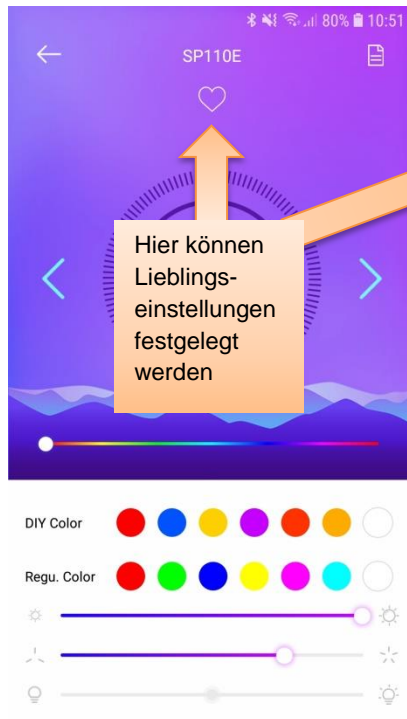 80% 10:51
SP110E
Hier können
Lieblings-
einstellungen
festgelegt
werden
DIY Color
Regu. Color